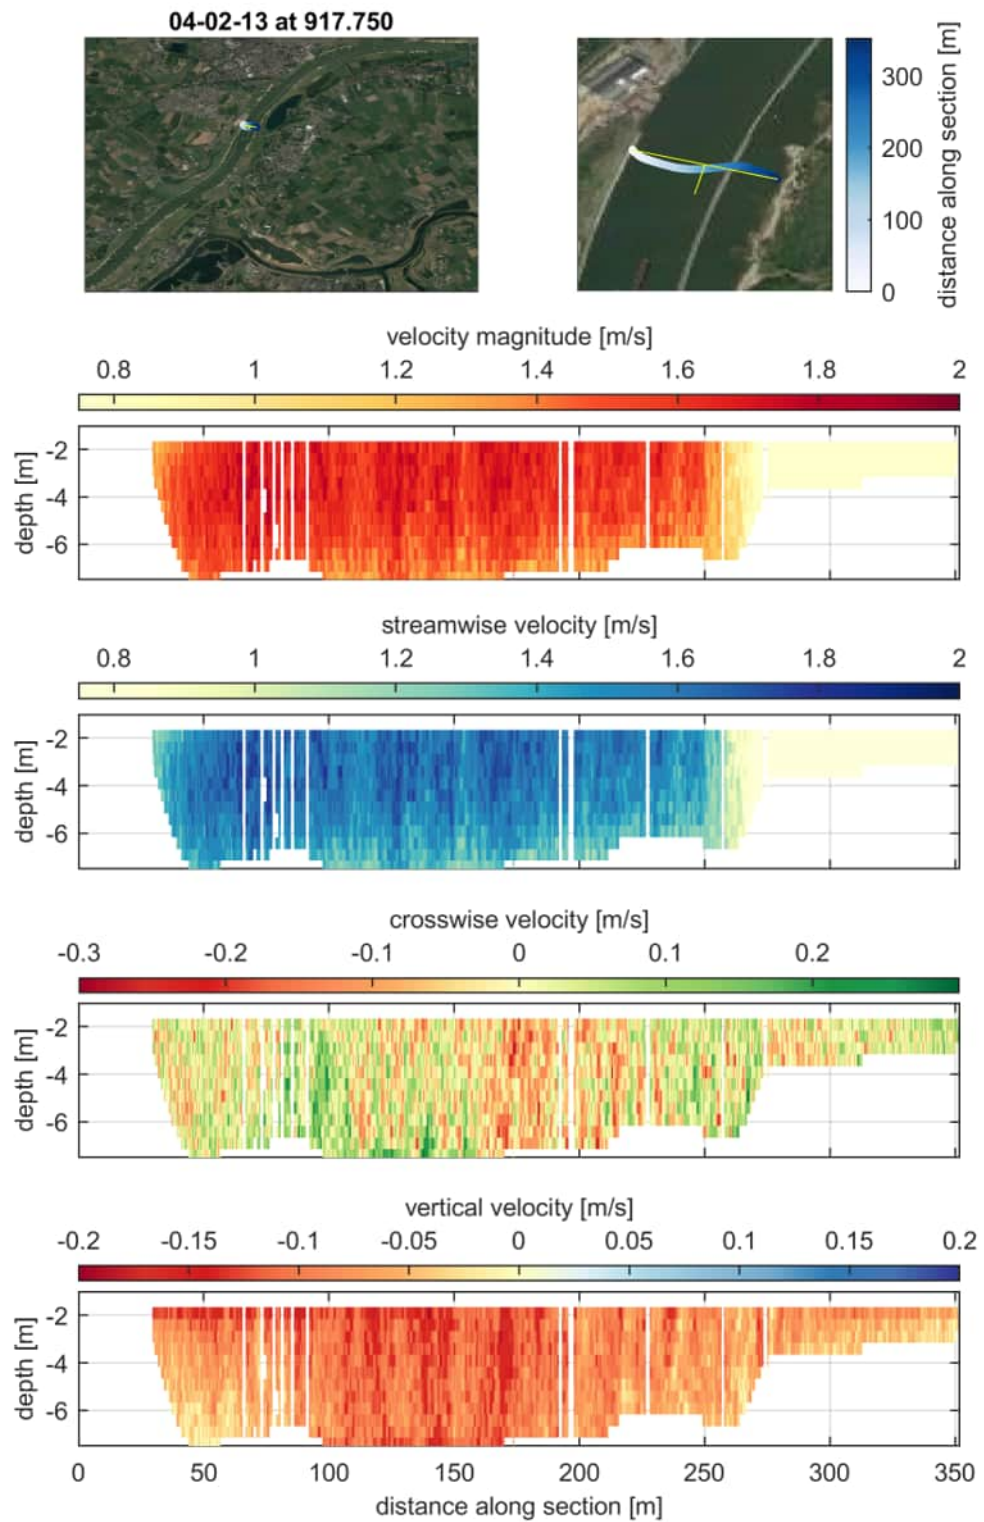 04-02-13 at 917.750
distance along section [m]
300
200
100
0
velocity magnitude [m/s]
0.8 1 1.2 1.4 1.6 1.8 2
depth [m]
-2
-4
-6
streamwise velocity [m/s]
0.8 1 1.2 1.4 1.6 1.8 2
depth [m]
-2
-4
-6
crosswise velocity [m/s]
-0.3 -0.2 -0.1 0 0.1 0.2
depth [m]
-2
-4
-6
vertical velocity [m/s]
-0.2 -0.15 -0.1 -0.05 0 0.05 0.1 0.15 0.2
depth [m]
-2
-4
-6
0 50 100 150 200 250 300 350
distance along section [m]